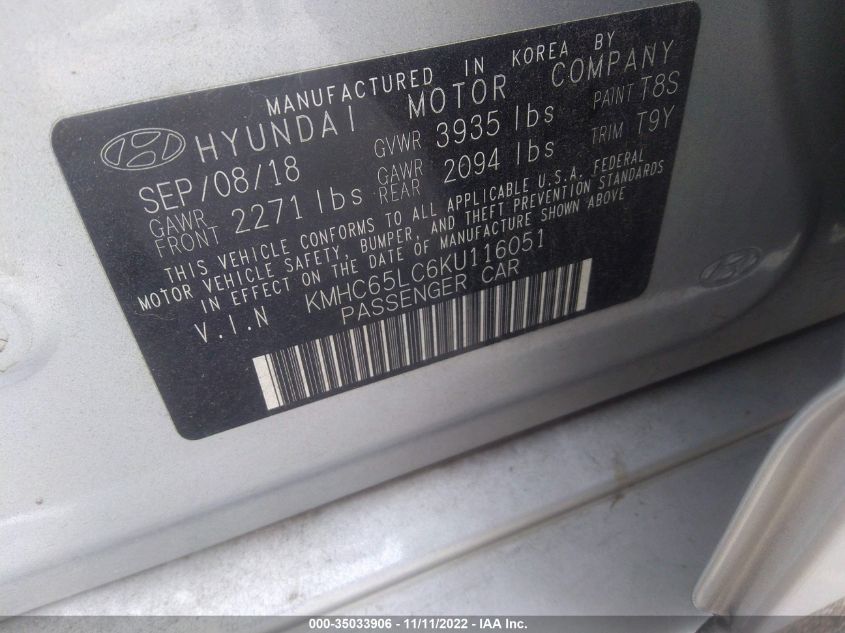 MANUFACTURED IN KOREA BY
HYUNDAI MOTOR COMPANY
SEP/08/18 GVWR 3935 lbs PAINT T8S
GAWR FRONT 2271 lbs GAWR REAR 2094 lbs TRIM T9Y
THIS VEHICLE CONFORMS TO ALL APPLICABLE U.S.A. FEDERAL
MOTOR VEHICLE SAFETY, BUMPER, AND THEFT PREVENTION STANDARDS
IN EFFECT ON THE DATE OF MANUFACTURE SHOWN ABOVE
V.I.N KMHC65LC6KU116051
PASSENGER CAR
000-35033906 - 11/11/2022 - IAA Inc.